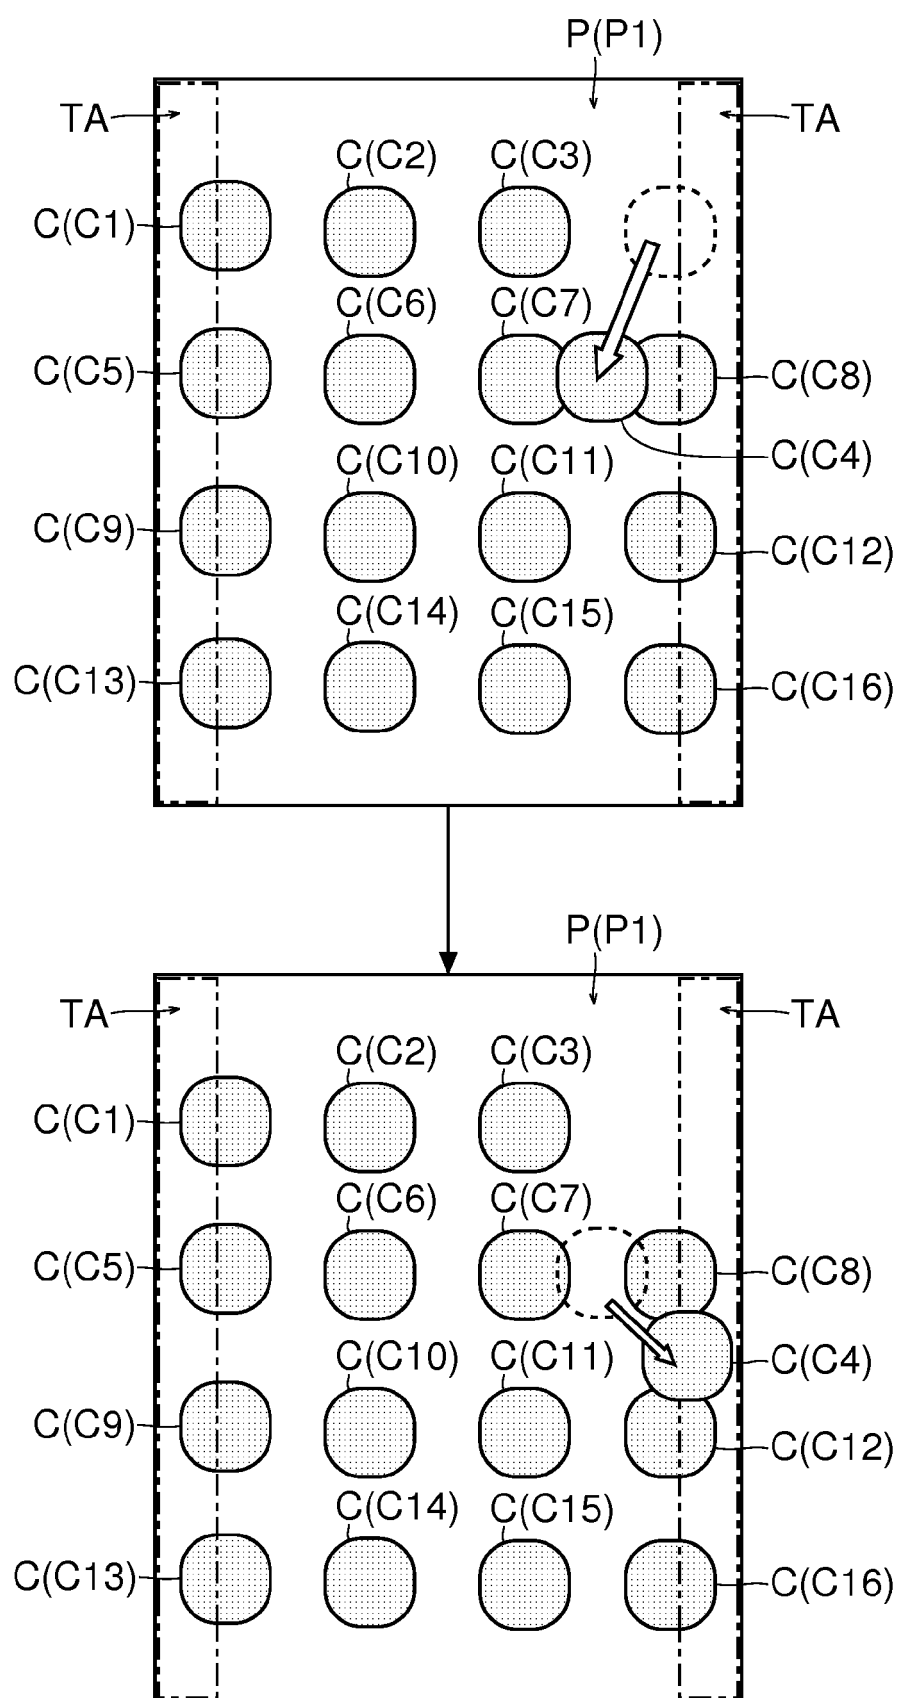 P(P1)
TA TA
C(C2) C(C3)
C(C1)
C(C6) C(C7)
C(C5) C(C8)
C(C4)
C(C10) C(C11)
C(C9) C(C12)
C(C14) C(C15)
C(C13) C(C16)
P(P1)
TA TA
C(C2) C(C3)
C(C1)
C(C6) C(C7)
C(C5) C(C8)
C(C10) C(C11) C(C4)
C(C9) C(C12)
C(C14) C(C15)
C(C13) C(C16)